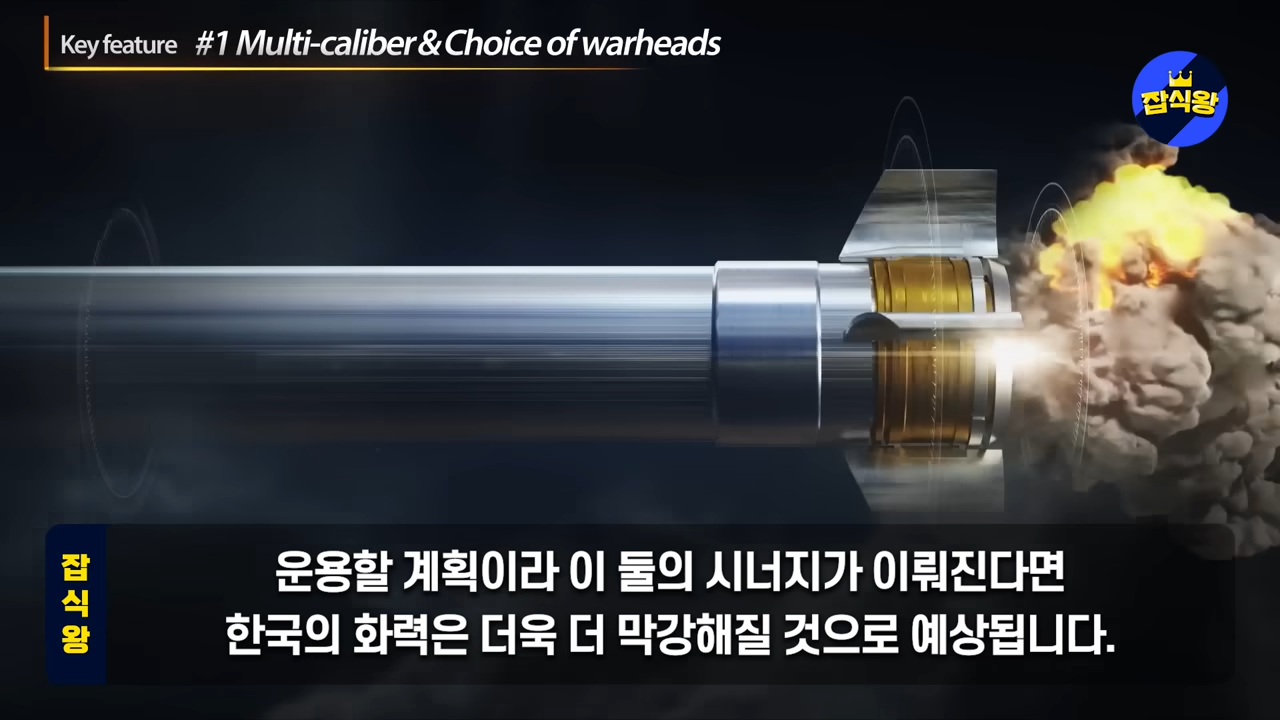 Key feature #1 Multi-caliber & Choice of warheads
잡식왕
잡식왕
운용할 계획이라 이 둘의 시너지가 이뤄진다면
한국의 화력은 더욱 더 막강해질 것으로 예상됩니다.